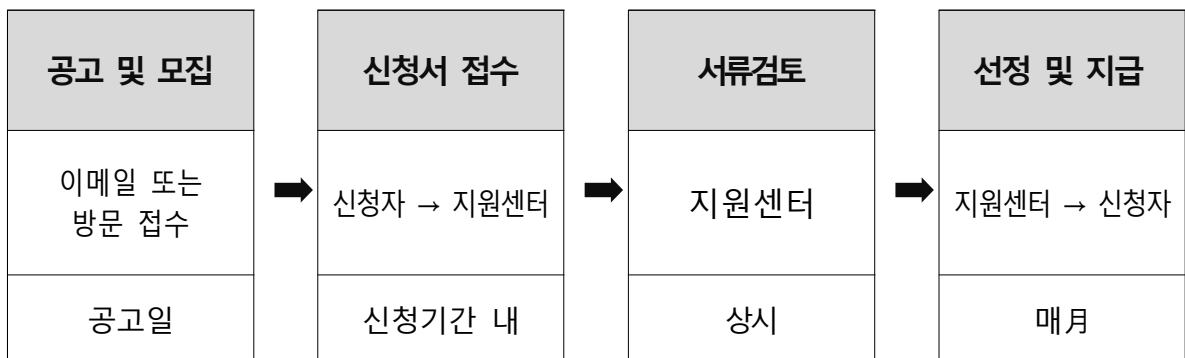 공고 및 모집
이메일 또는
방문 접수
공고일
신청서 접수
신청자 → 지원센터
신청기간 내
서류검토
지원센터
상시
선정 및 지급
지원센터 → 신청자
매月